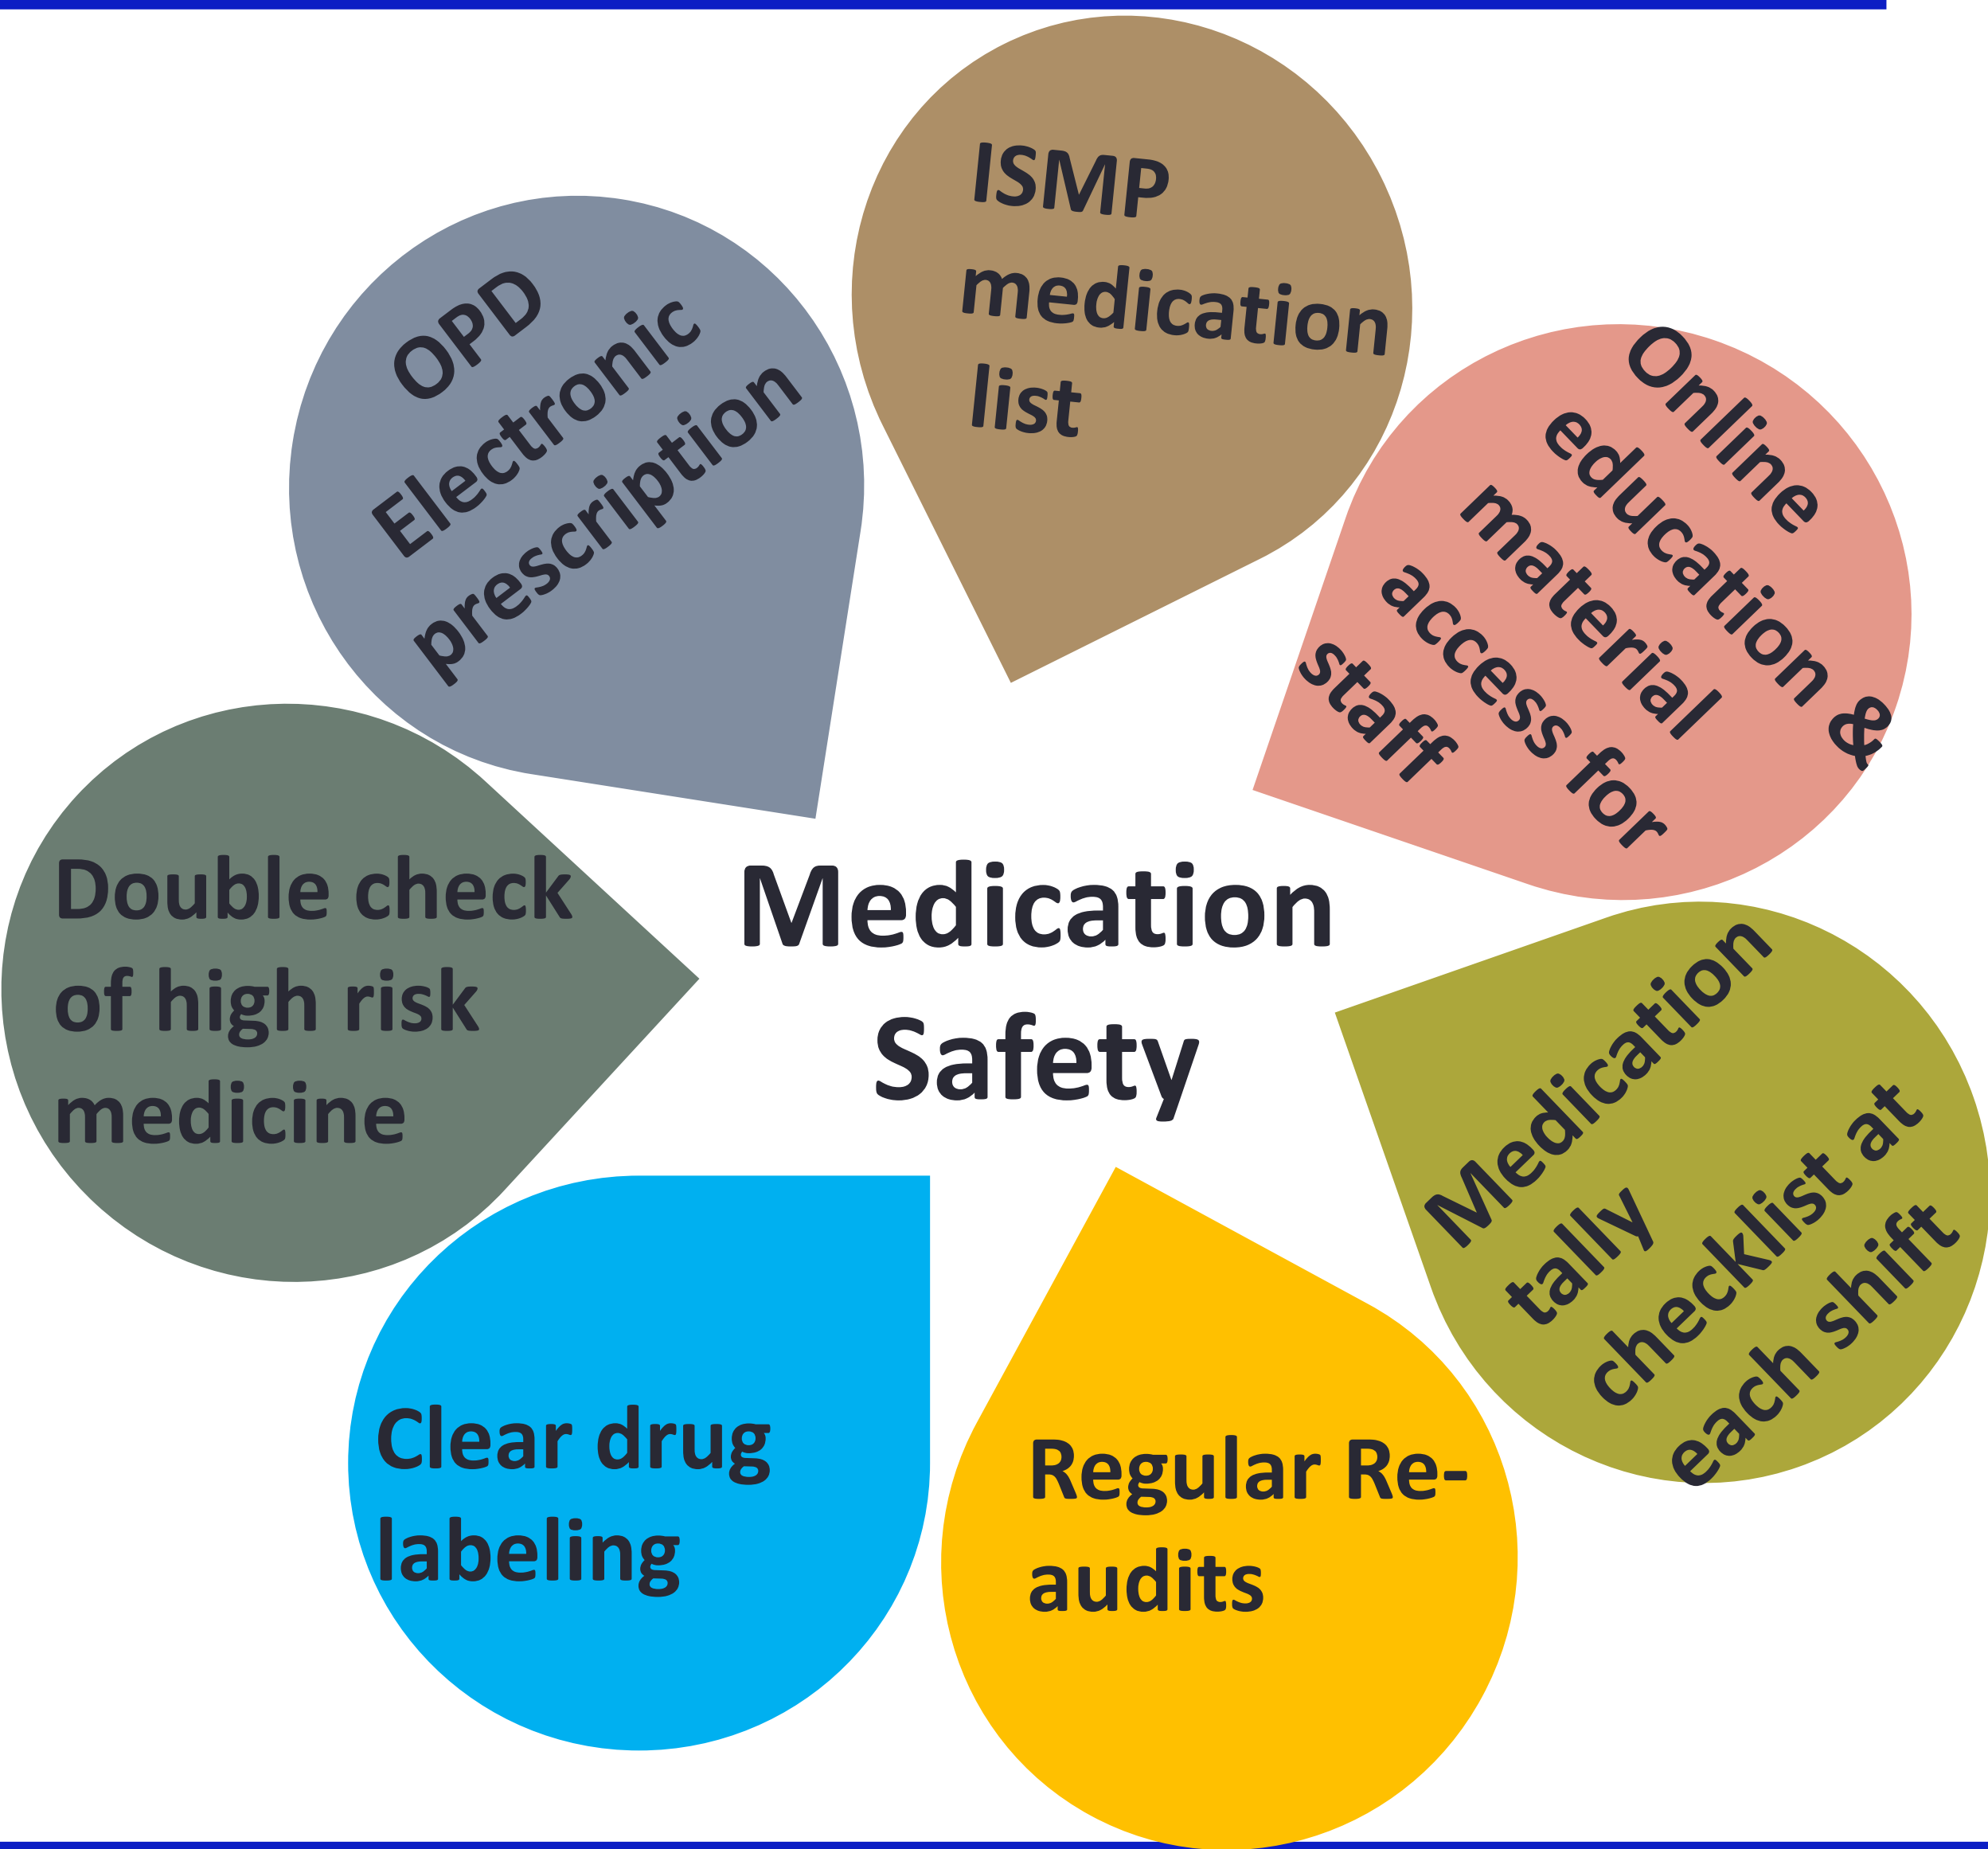 ISMP
medication
list
OPD
Electronic
prescription
Online
education &
material
access for
staff
Double check
of high risk
medicine
Medication
Safety
Medication
tally
checklist at
each shift
Clear drug
labeling
Regular Re-
audits